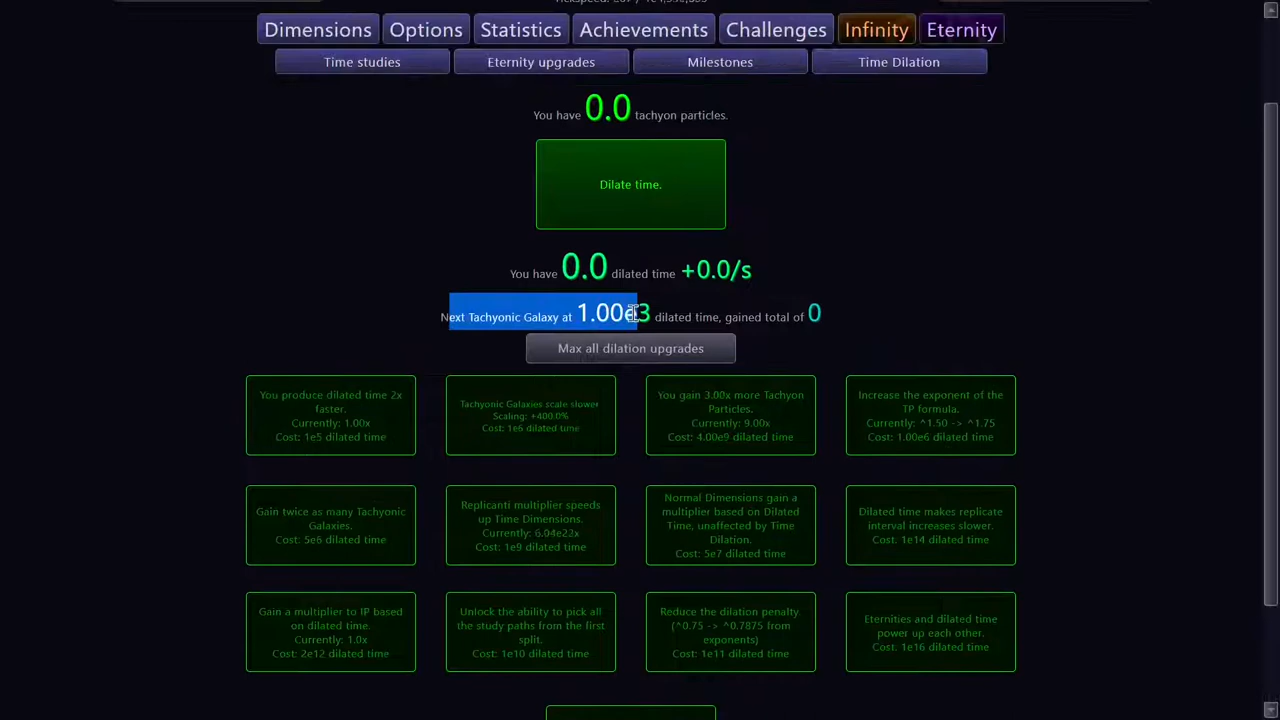 Dimensions Options Statistics Achievements Challenges Infinity Eternity
Time studies Eternity upgrades Milestones Time Dilation
You have 0.0 tachyon particles.
Dilate time.
You have 0.0 dilated time +0.0/s
Next Tachyonic Galaxy at 1.00e3 dilated time, gained total of 0
Max all dilation upgrades
You produce dilated time 2x
faster.
Currently: 1.00x
Cost: 1e5 dilated time
Tachyonic Galaxies scale slower
Scaling: +400.0%
Cost: 1e6 dilated time
You gain 3.00x more Tachyon
Particles.
Currently: 9.00x
Cost: 4.00e9 dilated time
Increase the exponent of the
TP formula.
Currently: ^1.50 -> ^1.75
Cost: 1.00e6 dilated time
Gain twice as many Tachyonic
Galaxies.
Cost: 5e6 dilated time
Replicanti multiplier speeds
up Time Dimensions.
Currently: 6.04e22x
Cost: 1e9 dilated time
Normal Dimensions gain a
multiplier based on Dilated
Time, unaffected by Time
Dilation.
Cost: 5e7 dilated time
Dilated time makes replicate
interval increases slower.
Cost: 1e14 dilated time
Gain a multiplier to IP based
on dilated time.
Currently: 1.0x
Cost: 2e12 dilated time
Unlock the ability to pick all
the study paths from the first
split.
Cost: 1e10 dilated time
Reduce the dilation penalty
(^0.75 -> ^0.7875 from
exponents)
Cost: 1e11 dilated time
Eternities and dilated time
power up each other.
Cost: 1e16 dilated time